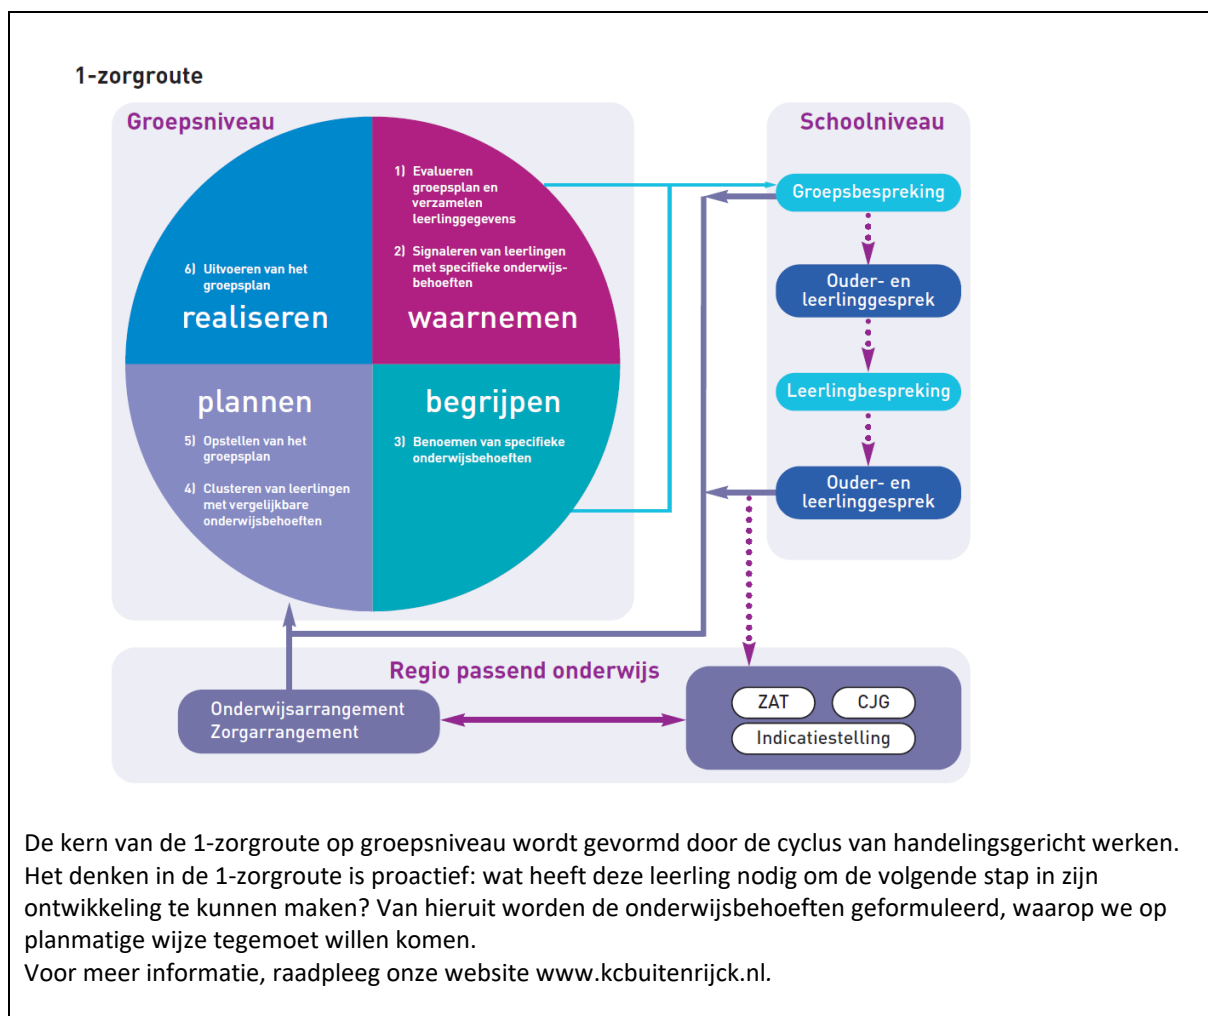 1-zorgroute
Groepsniveau
1) Evalueren
groepsplan en
verzamelen
leerlinggegevens
2) Signaleren van leerlingen
met specifieke onderwijs-
behoeften
waarnemen
6) Uitvoeren van het
groepsplan
realiseren
plannen
5) Opstellen van het
groepsplan
4) Clusteren van leerlingen
met vergelijkbare
onderwijsbehoeften
begrijpen
3) Benoemen van specifieke
onderwijsbehoeften
Schoolniveau
Groepsbespreking
Ouder- en
leerlinggesprek
Leerlingbespreking
Ouder- en
leerlinggesprek
Regio passend onderwijs
Onderwijsarrangement
Zorgarrangement
ZAT
CJG
Indicatiestelling
De kern van de 1-zorgroute op groepsniveau wordt gevormd door de cyclus van handelingsgericht werken.
Het denken in de 1-zorgroute is proactief: wat heeft deze leerling nodig om de volgende stap in zijn
ontwikkeling te kunnen maken? Van hieruit worden de onderwijsbehoeften geformuleerd, waarop we op
planmatige wijze tegemoet willen komen.
Voor meer informatie, raadpleeg onze website www.kcbuitenrijck.nl.